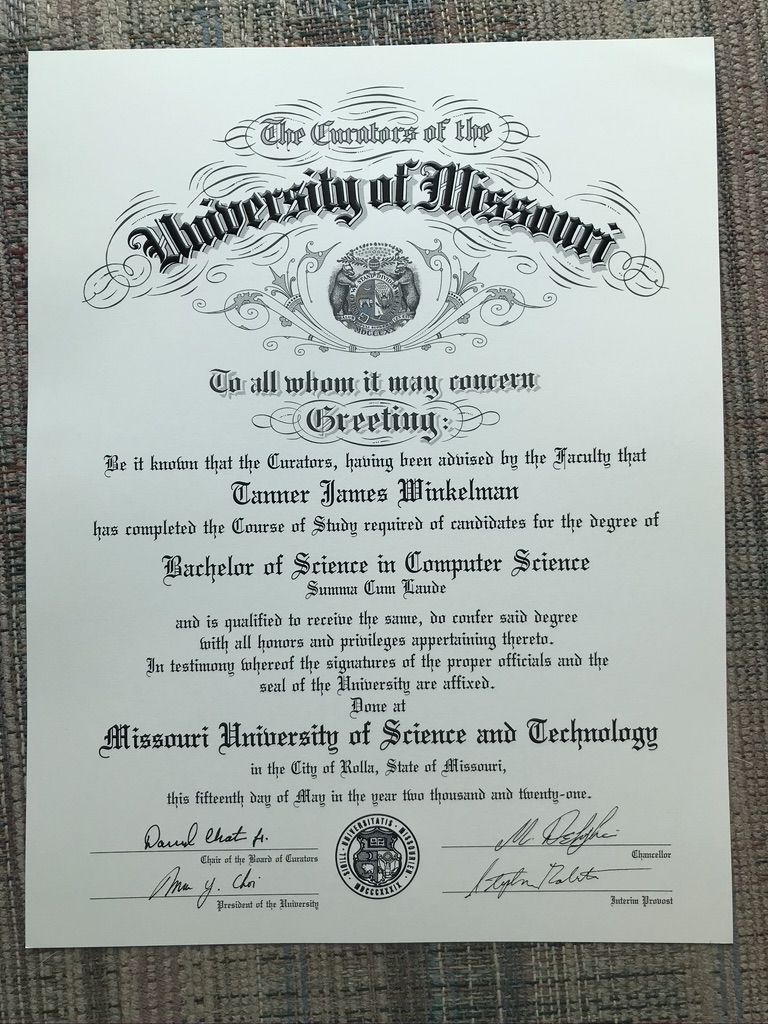 The Curators of the
University of Missouri
MDCCCXX
To all whom it may concern
Greeting:
Be it known that the Curators, having been advised by the Faculty that
Tanner James Winkelman
has completed the Course of Study required of candidates for the degree of
Bachelor of Science in Computer Science
Summa Cum Laude
and is qualified to receive the same, do confer said degree
with all honors and privileges appertaining thereto.
In testimony whereof the signatures of the proper officials and the
seal of the University are affixed.
Done at
Missouri University of Science and Technology
in the City of Rolla, State of Missouri,
this fifteenth day of May in the year two thousand and twenty-one.
Chair of the Board of Curators
Mun Y. Choi
President of the University
SIGILL · UNIVERSITATIS · MISSOURIEN
MDCCCXXXIX
Chancellor
Interim Provost